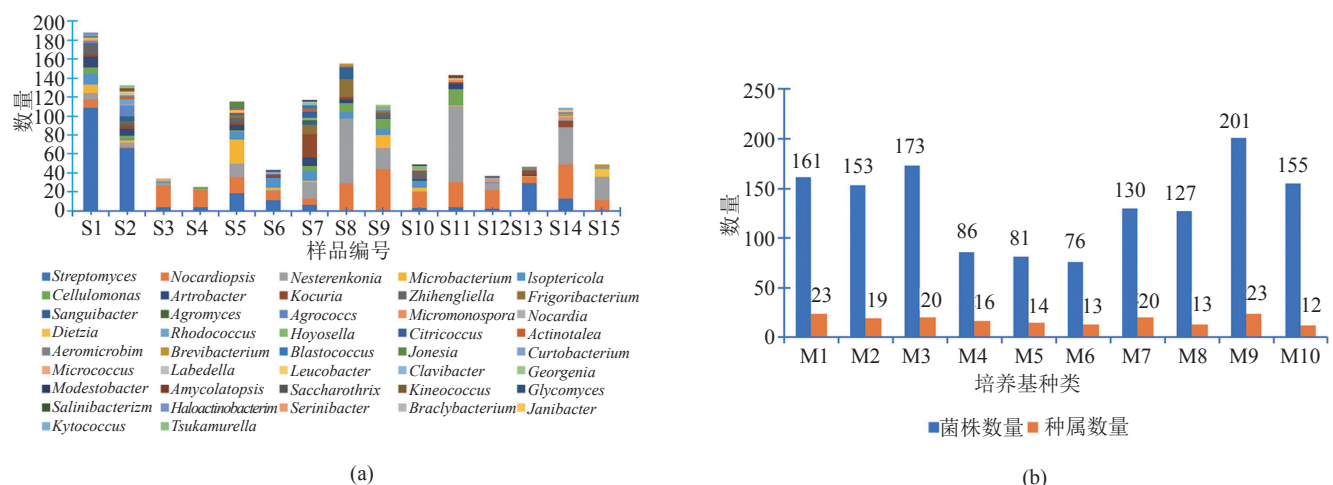 200
180
160
140
120
100
80
60
40
20
0
数量
S1 S2 S3 S4 S5 S6 S7 S8 S9 S10 S11 S12 S13 S14 S15
样品编号
Streptomyces Nocardiopsis Nesterenkonia Microbacterium Isoptericola
Cellulomonas Artrobacter Kocuria Zhihengliella Frigoribacterium
Sanguibacter Agromyces Agrococcs Micromonospora Nocardia
Dietzia Rhodococcus Hoyosella Citricoccus Actinotalea
Aeromicrobim Brevibacterium Blastococcus Jonesia Curtobacterium
Micrococcus Labedella Leucobacter Clavibacter Georgenia
Modestobacter Amycolatopsis Saccharothrix Kineococcus Glycomyces
Salinibacterizm Haloactinobacterim Serinibacter Braclybacterium Janibacter
Kytococcus Tsukamurella
(a)
250
200
150
100
50
0
数量
161 153 173 86 81 76 130 127 201 155
23 19 20 16 14 13 20 13 23 12
M1 M2 M3 M4 M5 M6 M7 M8 M9 M10
培养基种类
菌株数量 种属数量
(b)